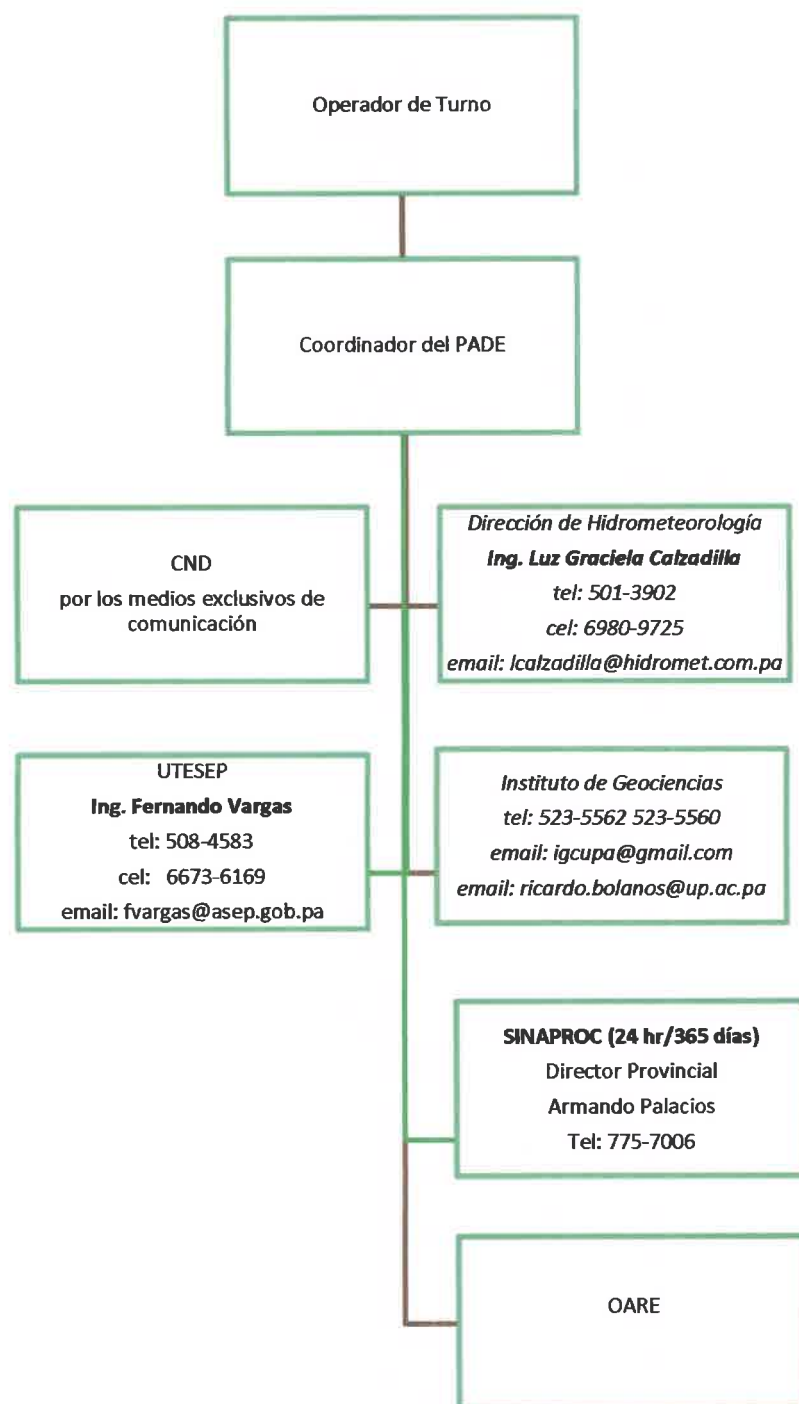 Operador de Turno
Coordinador del PADE
CND
por los medios exclusivos de
comunicación
Dirección de Hidrometeorología
Ing. Luz Graciela Calzadilla
tel: 501-3902
cel: 6980-9725
email: lcalzadilla@hidromet.com.pa
UTESEP
Ing. Fernando Vargas
tel: 508-4583
cel: 6673-6169
email: fvargas@asep.gob.pa
Instituto de Geociencias
tel: 523-5562 523-5560
email: igcupa@gmail.com
email: ricardo.bolanos@up.ac.pa
SINAPROC (24 hr/365 días)
Director Provincial
Armando Palacios
Tel: 775-7006
OARE